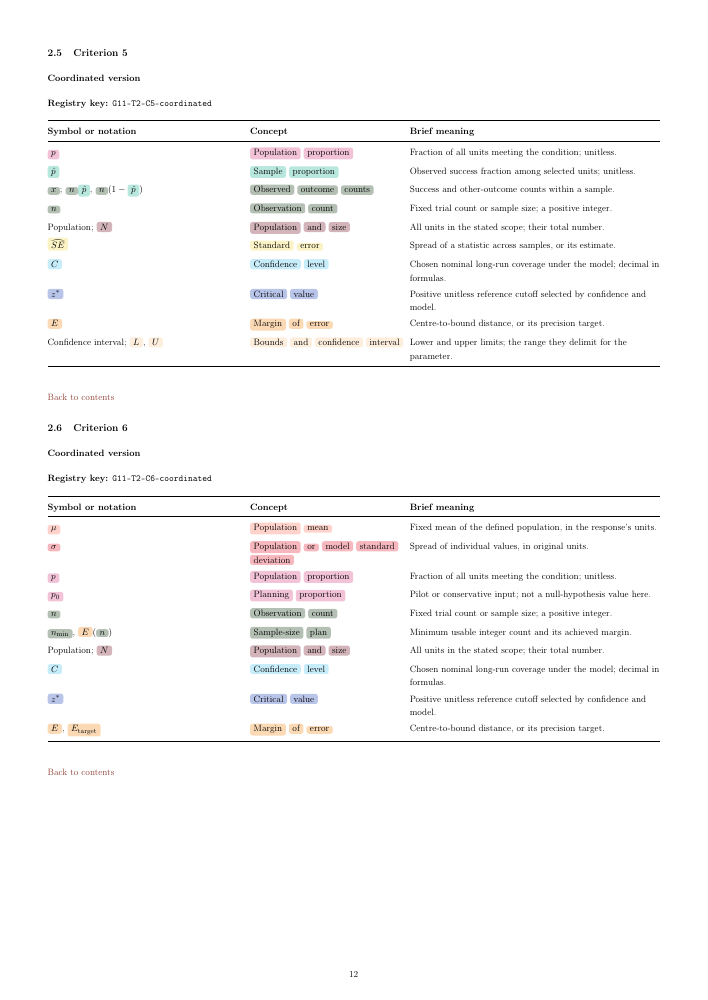 2.5 Criterion 5
Coordinated version
Registry key: G11-T2-C5-coordinated
Symbol or notation Concept Brief meaning
p Population proportion Fraction of all units meeting the condition; unitless.
p̂ Sample proportion Observed success fraction among selected units; unitless.
x; np̂, n(1 − p̂) Observed outcome counts Success and other-outcome counts within a sample.
n Observation count Fixed trial count or sample size; a positive integer.
Population; N Population and size All units in the stated scope; their total number.
S͡E Standard error Spread of a statistic across samples, or its estimate.
C Confidence level Chosen nominal long-run coverage under the model; decimal in
formulas.
z* Critical value Positive unitless reference cutoff selected by confidence and
model.
E Margin of error Centre-to-bound distance, or its precision target.
Confidence interval; L, U Bounds and confidence interval Lower and upper limits; the range they delimit for the
parameter.
Back to contents
2.6 Criterion 6
Coordinated version
Registry key: G11-T2-C6-coordinated
Symbol or notation Concept Brief meaning
μ Population mean Fixed mean of the defined population, in the response's units.
σ Population or model standard Spread of individual values, in original units.
deviation
p Population proportion Fraction of all units meeting the condition; unitless.
p₀ Planning proportion Pilot or conservative input; not a null-hypothesis value here.
n Observation count Fixed trial count or sample size; a positive integer.
n_min, E(n) Sample-size plan Minimum usable integer count and its achieved margin.
Population; N Population and size All units in the stated scope; their total number.
C Confidence level Chosen nominal long-run coverage under the model; decimal in
formulas.
z* Critical value Positive unitless reference cutoff selected by confidence and
model.
E, E_target Margin of error Centre-to-bound distance, or its precision target.
Back to contents
12